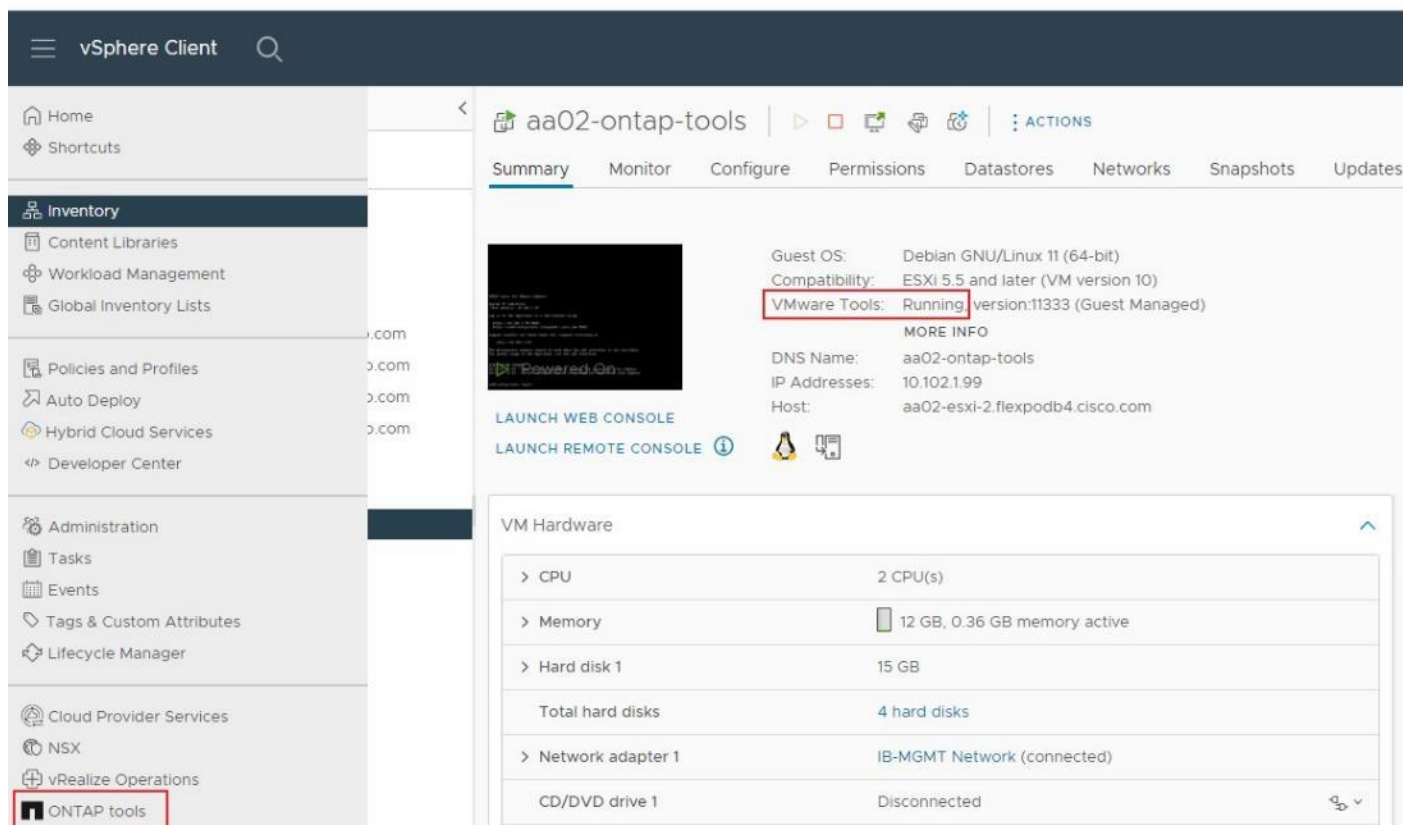 vSphere Client
Home
Shortcuts
Inventory
Content Libraries
Workload Management
Global Inventory Lists
Policies and Profiles
Auto Deploy
Hybrid Cloud Services
Developer Center
Administration
Tasks
Events
Tags & Custom Attributes
Lifecycle Manager
Cloud Provider Services
NSX
vRealize Operations
ONTAP tools
.com
o.com
o.com
o.com
aa02-ontap-tools
ACTIONS
Summary Monitor Configure Permissions Datastores Networks Snapshots Updates
Powered On
LAUNCH WEB CONSOLE
LAUNCH REMOTE CONSOLE
Guest OS: Debian GNU/Linux 11 (64-bit)
Compatibility: ESXi 5.5 and later (VM version 10)
VMware Tools: Running, version:11333 (Guest Managed)
MORE INFO
DNS Name: aa02-ontap-tools
IP Addresses: 10.102.1.99
Host: aa02-esxi-2.flexpodb4.cisco.com
VM Hardware
> CPU 2 CPU(s)
> Memory 12 GB, 0.36 GB memory active
> Hard disk 1 15 GB
Total hard disks 4 hard disks
> Network adapter 1 IB-MGMT Network (connected)
CD/DVD drive 1 Disconnected